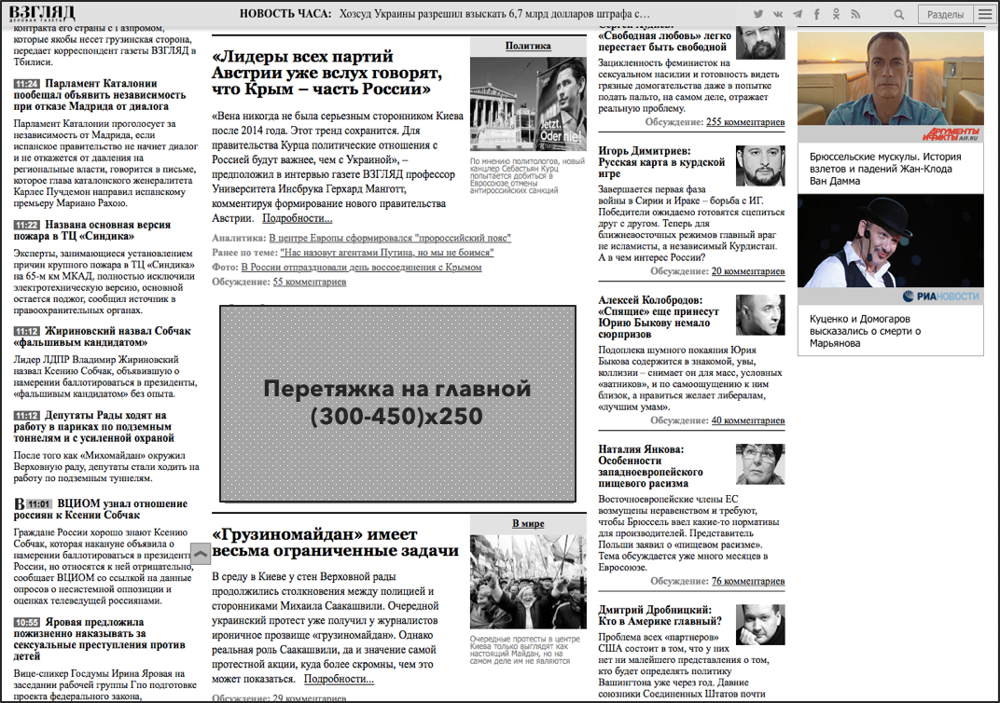 ВЗГЛЯД
ДЕЛОВАЯ ГАЗЕТА
НОВОСТЬ ЧАСА: Хозсуд Украины разрешил взыскать 6,7 млрд долларов штрафа с…
Разделы
контракта его страны с Газпромом,
которые якобы несет грузинская сторона,
передает корреспондент газеты ВЗГЛЯД в
Тбилиси.
11:24 Парламент Каталонии
пообещал объявить независимость
при отказе Мадрида от диалога
Парламент Каталонии проголосует за
независимость от Мадрида, если
испанское правительство не начнет диалог
и не откажется от давления на
региональные власти, говорится в письме,
которое глава каталонского женералитета
Карлес Пучдемон направил испанскому
премьеру Мариано Рахою.
11:22 Названа основная версия
пожара в ТЦ «Синдика»
Эксперты, занимающиеся установлением
причин крупного пожара в ТЦ «Синдика»
на 65-м км МКАД, полностью исключили
электротехническую версию, основной
остается поджог, сообщил источник в
правоохранительных органах.
11:12 Жириновский назвал Собчак
«фальшивым кандидатом»
Лидер ЛДПР Владимир Жириновский
назвал Ксению Собчак, объявившую о
намерении баллотироваться в президенты,
«фальшивым кандидатом» без опыта.
11:12 Депутаты Рады ходят на
работу в париках по подземным
тоннелям и с усиленной охраной
После того как «Михомайдан» окружил
Верховную раду, депутаты стали ходить на
работу по подземным туннелям.
В 11:01 ВЦИОМ узнал отношение
россиян к Ксении Собчак
Граждане России хорошо знают Ксению
Собчак, которая накануне объявила о
намерении баллотироваться в президенты
России, но относятся к ней отрицательно,
сообщает ВЦИОМ со ссылкой на данные
опросов о несистемной оппозиции и
оценках телеведущей россиянами.
10:55 Яровая предложила
пожизненно наказывать за
сексуальные преступления против
детей
Вице-спикер Госдумы Ирина Яровая на
заседании рабочей группы Гпо подготовке
проекта федерального закона,
Политика
«Лидеры всех партий
Австрии уже вслух говорят,
что Крым – часть России»
«Вена никогда не была серьезным сторонником Киева
после 2014 года. Этот тренд сохранится. Для
правительства Курца политические отношения с
Россией будут важнее, чем с Украиной», –
предположил в интервью газете ВЗГЛЯД профессор
Университета Инсбрука Герхард Манготт,
комментируя формирование нового правительства
Австрии. Подробности...
Jetzt.
Oder nie!
По мнению политологов, новый
канцлер Себастьян Курц
попытается добиться в
Евросоюзе отмены
антироссийских санкций
Аналитика: В центре Европы сформировался "пророссийский пояс"
Ранее по теме: "Нас назовут агентами Путина, но мы не боимся"
Фото: В России отпраздновали день воссоединения с Крымом
Обсуждение: 55 комментариев
Перетяжка на главной
(300-450)x250
В мире
«Грузиномайдан» имеет
весьма ограниченные задачи
В среду в Киеве у стен Верховной рады
продолжились столкновения между полицией и
сторонниками Михаила Саакашвили. Очередной
украинский протест уже получил у журналистов
ироничное прозвище «грузиномайдан». Однако
реальная роль Саакашвили, да и значение самой
протестной акции, куда более скромны, чем это
может показаться. Подробности...
Очередные протесты в центре
Киева только выглядят как
настоящий Майдан, но на
самом деле им не являются
Обсуждение: 29 комментариев
«Свободная любовь» легко
перестает быть свободной
Зацикленность феминисток на
сексуальном насилии и готовность видеть
грязные домогательства даже в попытке
подать пальто, на самом деле, отражает
реальную проблему.
Обсуждение: 255 комментариев
Игорь Димитриев:
Русская карта в курдской
игре
Завершается первая фаза
войны в Сирии и Ираке – борьба с ИГ.
Победители ожидаемо готовятся сцепиться
друг с другом. Теперь для
ближневосточных режимов главный враг
не исламисты, а независимый Курдистан.
А в чем интерес России?
Обсуждение: 20 комментариев
Алексей Колобродов:
«Спящие» еще принесут
Юрию Быкову немало
сюрпризов
Подоплека шумного покаяния Юрия
Быкова содержится в знакомой, увы,
коллизии – снимает он для масс, условных
«ватников», и по самоощущению к ним
близок, а нравиться желает либералам,
«лучшим умам».
Обсуждение: 40 комментариев
Наталия Янкова:
Особенности
западноевропейского
пищевого расизма
Восточноевропейские члены ЕС
возмущены неравенством и требуют,
чтобы Брюссель ввел какие-то нормативы
для производителей. Представитель
Польши заявил о «пищевом расизме».
Тема обсуждается уже много месяцев в
Евросоюзе.
Обсуждение: 76 комментариев
Дмитрий Дробницкий:
Кто в Америке главный?
Проблема всех «партнеров»
США состоит в том, что у них
нет ни малейшего представления о том,
кто будет определять политику
Вашингтона уже через год. Давние
союзники Соединенных Штатов почти
АРГУМЕНТЫ
И ФАКТЫ AIF.RU
Брюссельские мускулы. История
взлетов и падений Жан-Клода
Ван Дамма
РИАНОВОСТИ
Куценко и Домогаров
высказались о смерти о
Марьянова